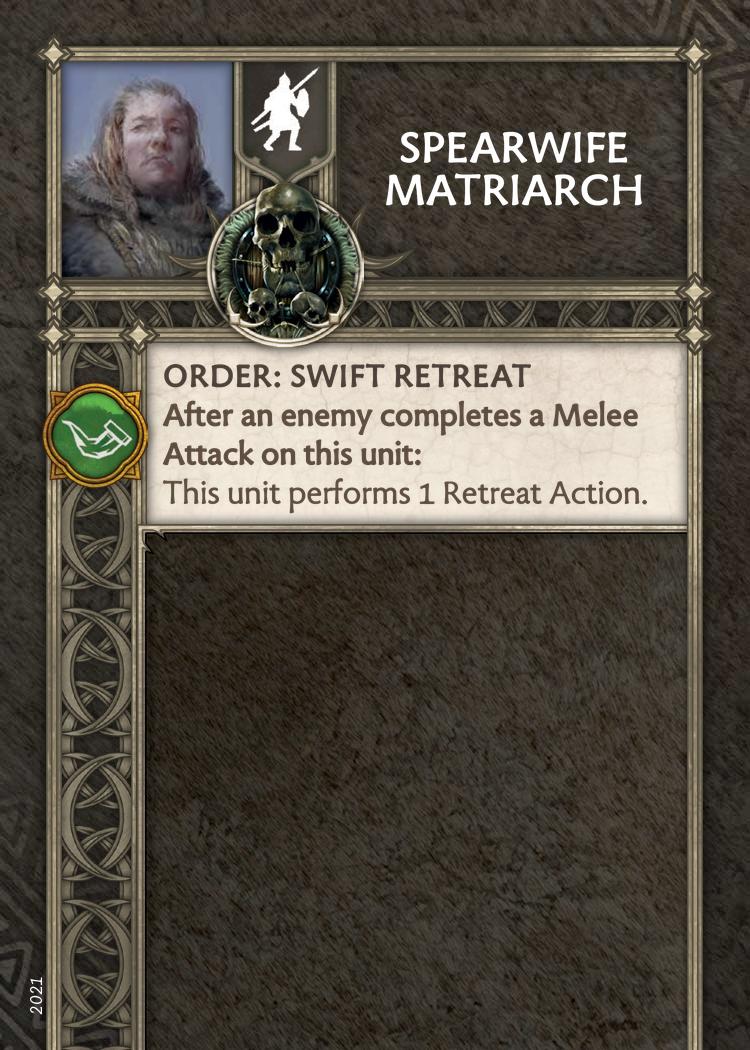 SPEARWIFE
MATRIARCH
ORDER: SWIFT RETREAT
After an enemy completes a Melee
Attack on this unit:
This unit performs 1 Retreat Action.
2021